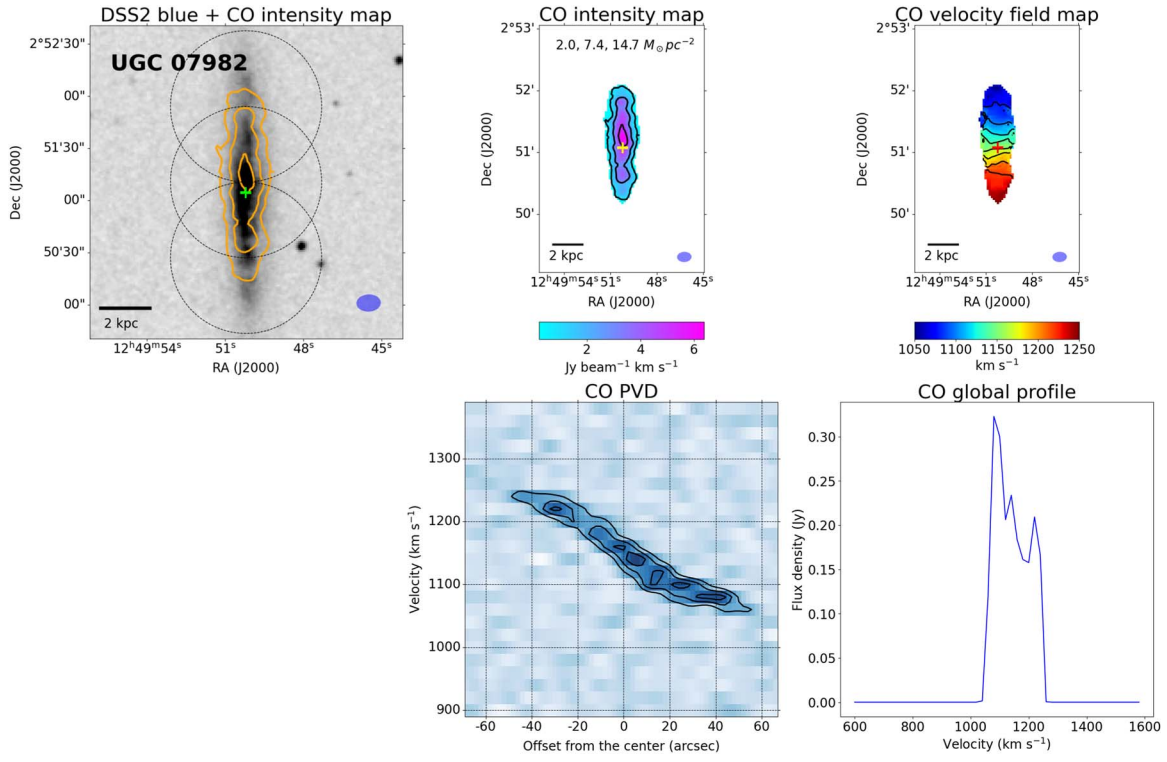 DSS2 blue + CO intensity map
UGC 07982
2°52'30"
00"
51'30"
00"
50'30"
00"
Dec (J2000)
2 kpc
12ʰ49ᵐ54ˢ
51ˢ
48ˢ
45ˢ
RA (J2000)
CO intensity map
2.0, 7.4, 14.7 M⊙pc⁻²
2°53'
52'
51'
50'
Dec (J2000)
2 kpc
12ʰ49ᵐ54ˢ51ˢ
48ˢ
45ˢ
RA (J2000)
2
4
6
Jy beam⁻¹ km s⁻¹
CO velocity field map
2°53'
52'
51'
50'
Dec (J2000)
2 kpc
12ʰ49ᵐ54ˢ51ˢ
48ˢ
45ˢ
RA (J2000)
1050
1100
1150
1200
1250
km s⁻¹
CO PVD
1300
1200
1100
1000
900
Velocity (km s⁻¹)
-60
-40
-20
0
20
40
60
Offset from the center (arcsec)
CO global profile
0.30
0.25
0.20
0.15
0.10
0.05
0.00
Flux density (Jy)
600
800
1000
1200
1400
1600
Velocity (km s⁻¹)